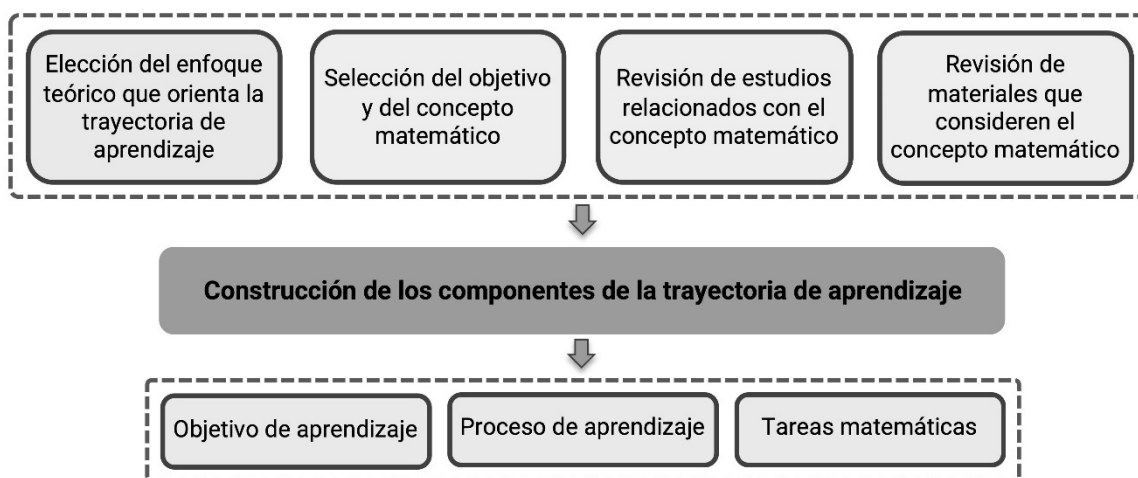 Elección del enfoque
teórico que orienta la
trayectoria de
aprendizaje
Selección del objetivo
y del concepto
matemático
Revisión de estudios
relacionados con el
concepto matemático
Revisión de
materiales que
consideren el
concepto matemático
Construcción de los componentes de la trayectoria de aprendizaje
Objetivo de aprendizaje
Proceso de aprendizaje
Tareas matemáticas